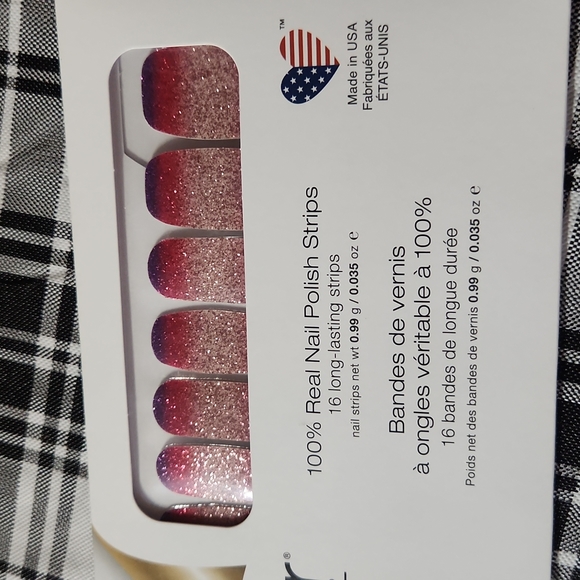 100% Real Nail Polish Strips
16 long-lasting strips
nail strips net wt 0.99 g / 0.035 oz ℮
Bandes de vernis
à ongles véritable à 100%
16 bandes de longue durée
Poids net des bandes de vernis 0.99 g / 0.035 oz ℮
™
Made in USA
Fabriquées aux
ÉTATS-UNIS
r®